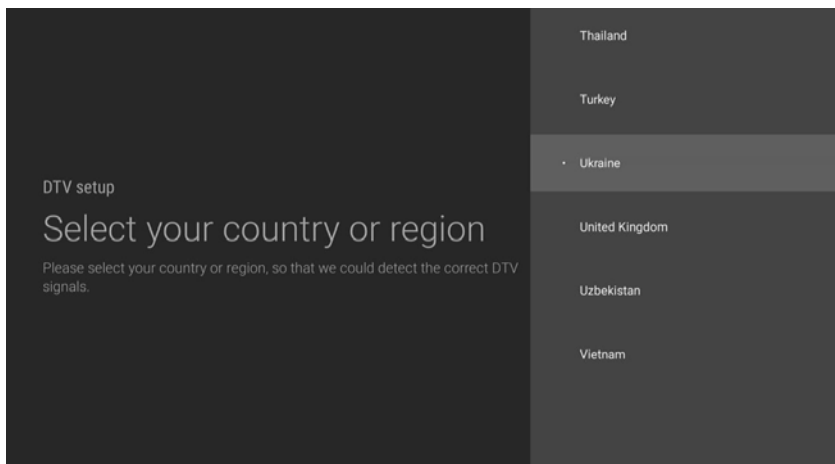 DTV setup
Select your country or region
Please select your country or region, so that we could detect the correct DTV
signals.
Thailand
Turkey
Ukraine
United Kingdom
Uzbekistan
Vietnam